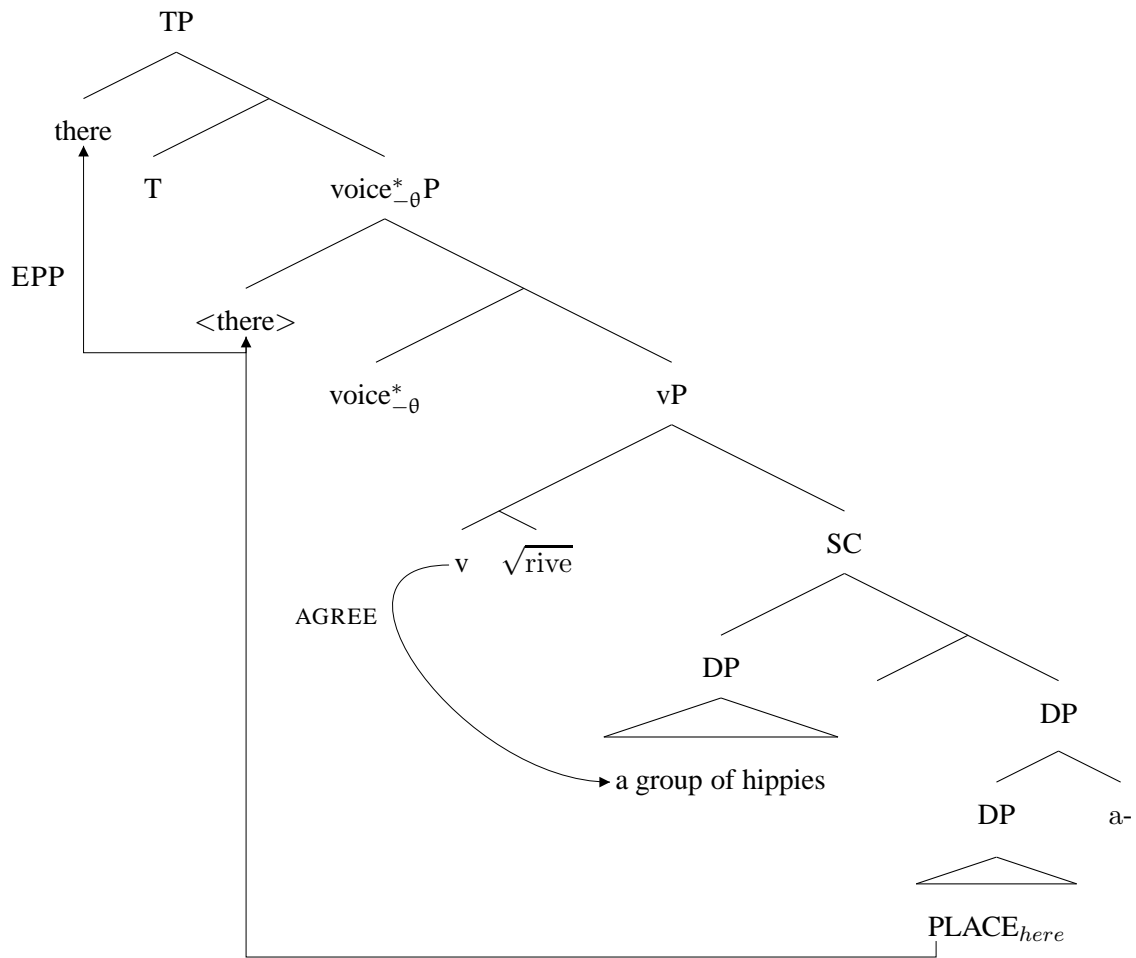 TP
there
T
voice*₋θP
EPP
<there>
voice*₋θ
vP
v √rive
SC
AGREE
DP
DP
a group of hippies
DP
a-
PLACEhere